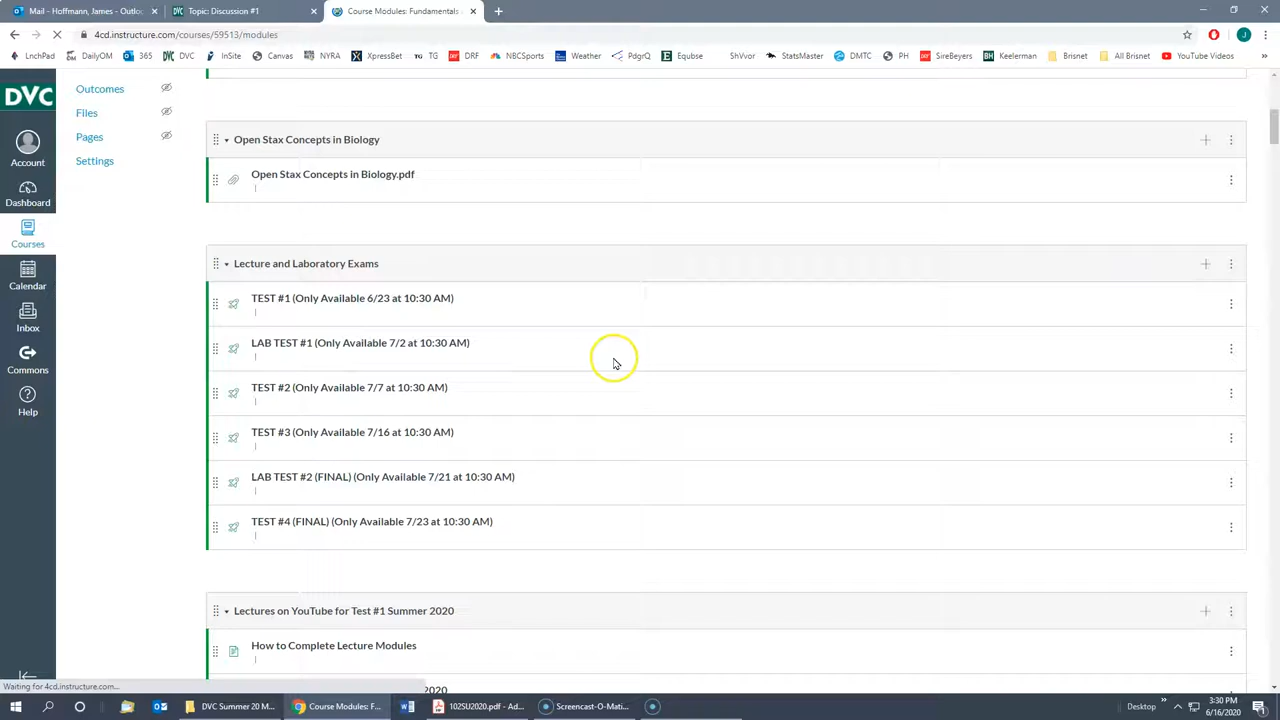 Mail - Hoffmann, James - Outloo
Topic: Discussion #1
Course Modules: Fundamentals
4cd.instructure.com/courses/59513/modules
LnchPad
DailyOM
365
DVC
InSite
Canvas
NYRA
XpressBet
TG
DRF
NBCSports
Weather
PdgrQ
Equbse
ShVuor
StatsMaster
DMTC
PH
SireBeyers
Keelerman
Brisnet
All Brisnet
YouTube Videos
DVC
Account
Dashboard
Courses
Calendar
Inbox
Commons
Help
Outcomes
Files
Pages
Settings
Open Stax Concepts in Biology
Open Stax Concepts in Biology.pdf
Lecture and Laboratory Exams
TEST #1 (Only Available 6/23 at 10:30 AM)
LAB TEST #1 (Only Available 7/2 at 10:30 AM)
TEST #2 (Only Available 7/7 at 10:30 AM)
TEST #3 (Only Available 7/16 at 10:30 AM)
LAB TEST #2 (FINAL) (Only Available 7/21 at 10:30 AM)
TEST #4 (FINAL) (Only Available 7/23 at 10:30 AM)
Lectures on YouTube for Test #1 Summer 2020
How to Complete Lecture Modules
2020
Waiting for 4cd.instructure.com...
DVC Summer 20 M...
Course Modules: F...
102SU2020.pdf - Ad...
Screencast-O-Mati...
Desktop
3:30 PM
6/16/2020